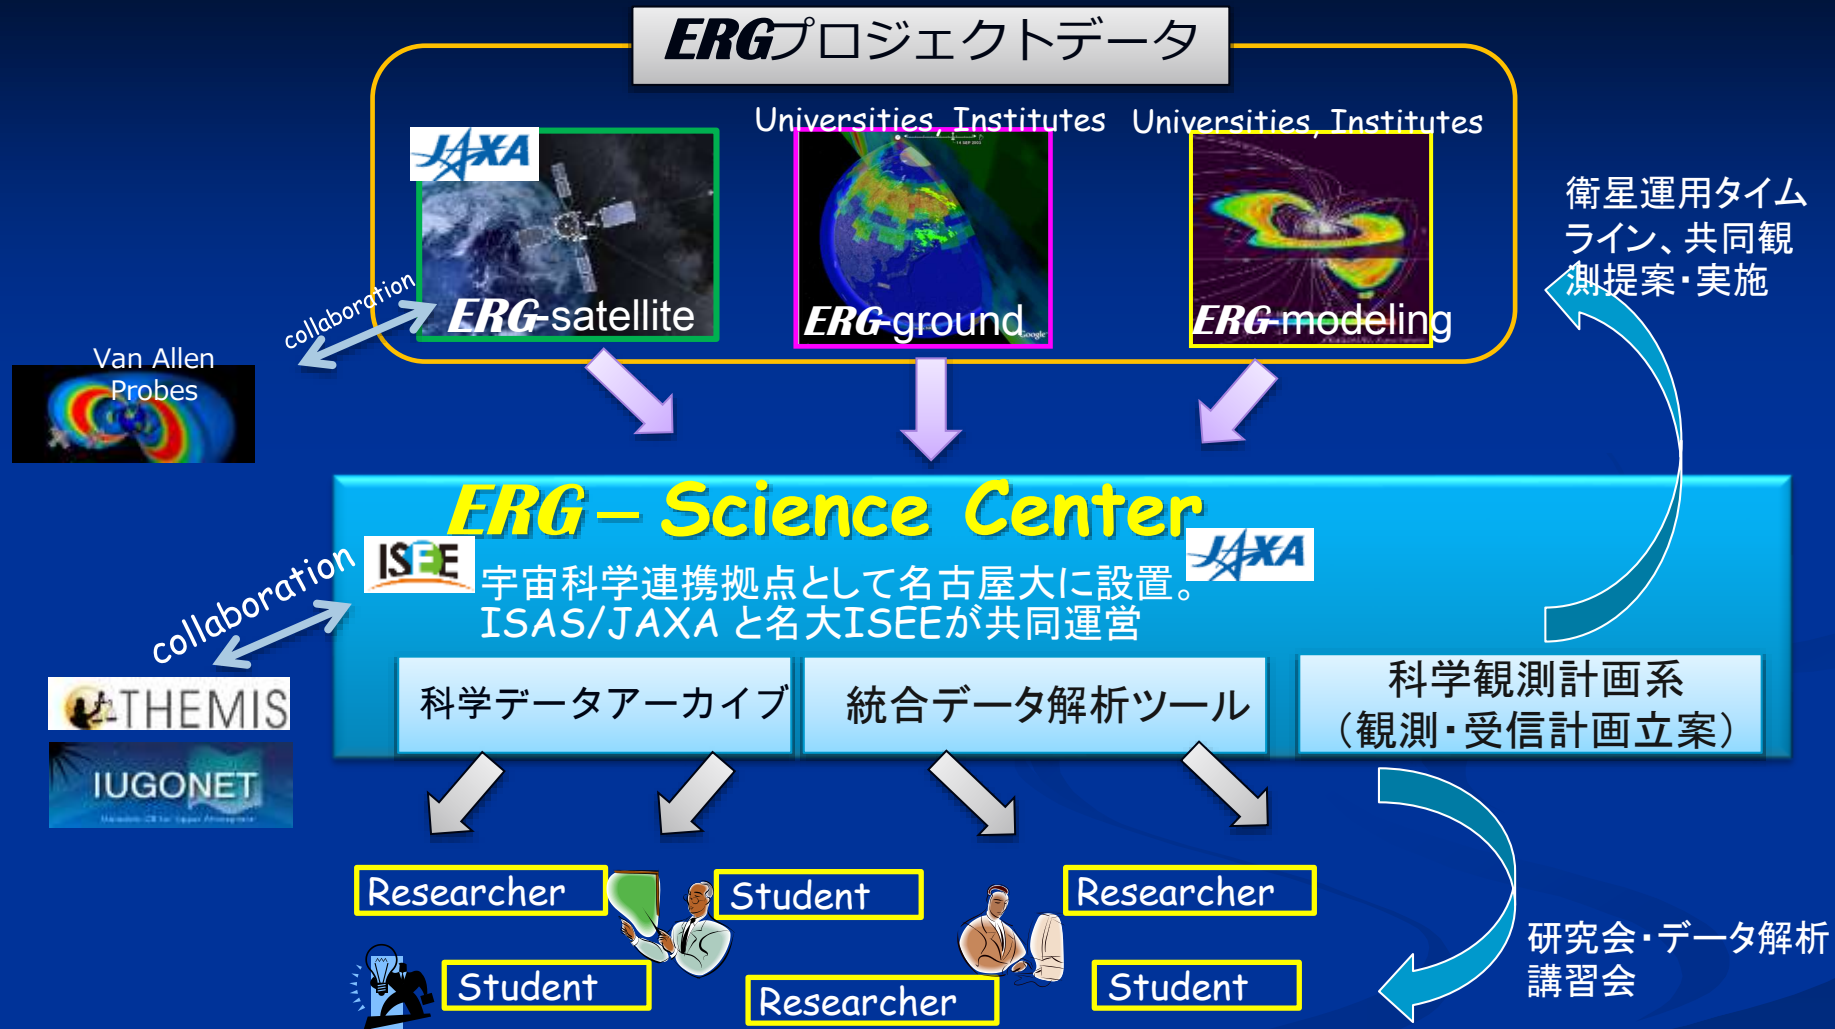 ERGプロジェクトデータ
Universities, Institutes
Universities, Institutes
JAXA
ERG-satellite
ERG-ground
Google
ERG-modeling
衛星運用タイム
ライン、共同観
測提案・実施
collaboration
Van Allen
Probes
ERG – Science Center
ISEE
JAXA
宇宙科学連携拠点として名古屋大に設置。
ISAS/JAXA と名大ISEEが共同運営
collaboration
THEMIS
IUGONET
科学データアーカイブ
統合データ解析ツール
科学観測計画系
（観測・受信計画立案）
Researcher
Student
Researcher
Student
Researcher
Student
研究会・データ解析
講習会